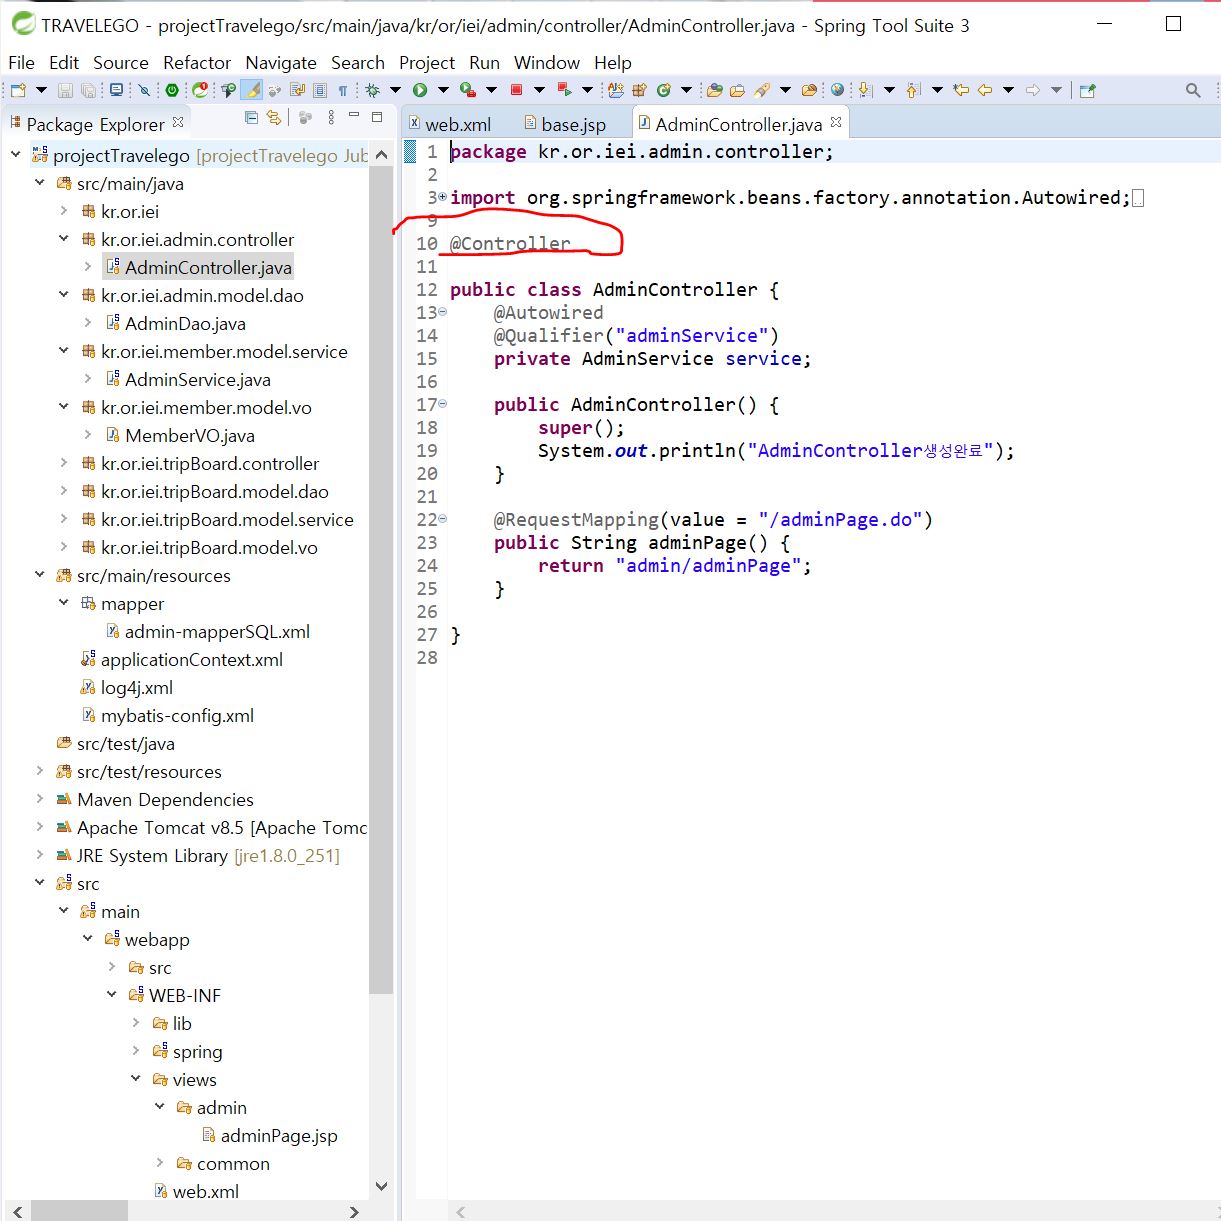 TRAVELEGO - projectTravelego/src/main/java/kr/or/iei/admin/controller/AdminController.java - Spring Tool Suite 3
File Edit Source Refactor Navigate Search Project Run Window Help
Package Explorer
projectTravelego [projectTravelego Jub
src/main/java
kr.or.iei
kr.or.iei.admin.controller
AdminController.java
kr.or.iei.admin.model.dao
AdminDao.java
kr.or.iei.member.model.service
AdminService.java
kr.or.iei.member.model.vo
MemberVO.java
kr.or.iei.tripBoard.controller
kr.or.iei.tripBoard.model.dao
kr.or.iei.tripBoard.model.service
kr.or.iei.tripBoard.model.vo
src/main/resources
mapper
admin-mapperSQL.xml
applicationContext.xml
log4j.xml
mybatis-config.xml
src/test/java
src/test/resources
Maven Dependencies
Apache Tomcat v8.5 [Apache Tomc
JRE System Library [jre1.8.0_251]
src
main
webapp
src
WEB-INF
lib
spring
views
admin
adminPage.jsp
common
web.xml
web.xml base.jsp AdminController.java
1 package kr.or.iei.admin.controller;
2
3 import org.springframework.beans.factory.annotation.Autowired;
9
10 @Controller
11
12 public class AdminController {
13 @Autowired
14 @Qualifier("adminService")
15 private AdminService service;
16
17 public AdminController() {
18 super();
19 System.out.println("AdminController생성완료");
20 }
21
22 @RequestMapping(value = "/adminPage.do")
23 public String adminPage() {
24 return "admin/adminPage";
25 }
26
27 }
28